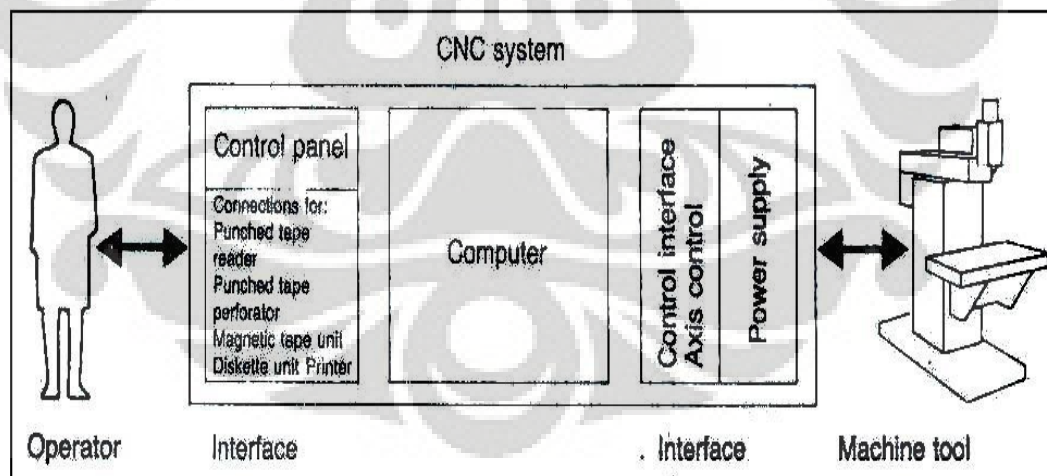 CNC system
Control panel
Connections for:
Punched tape
reader
Punched tape
perforator
Magnetic tape unit
Diskette unit Printer
Computer
Control interface
Axis control
Power supply
Operator
Interface
. Interface
Machine tool